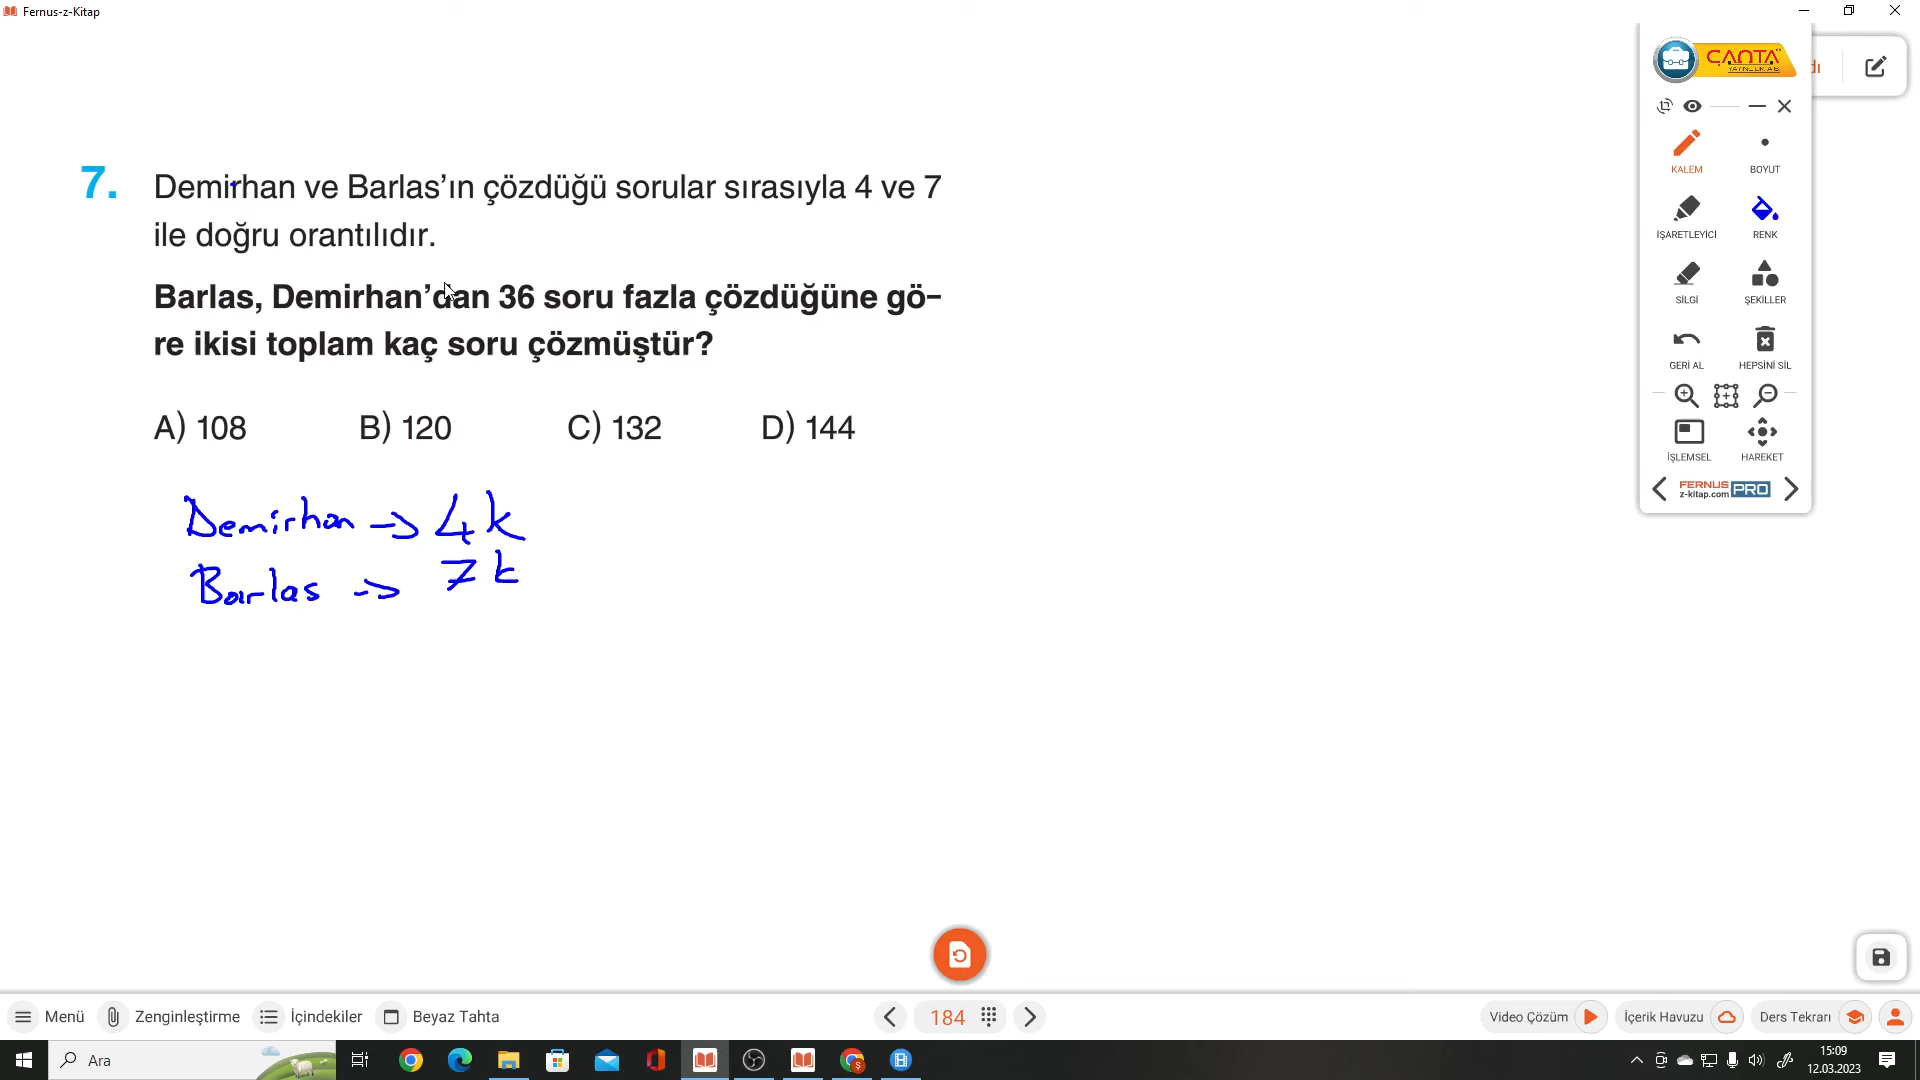 Fernus-z-Kitap
ÇANTA
YAYINLARI
dı
KALEM
BOYUT
İŞARETLEYİCİ
RENK
SİLGİ
ŞEKİLLER
GERİ AL
HEPSİNİ SİL
İŞLEMSEL
HAREKET
FERNUS
z-kitap.com PRO
7. Demirhan ve Barlas’ın çözdüğü sorular sırasıyla 4 ve 7
ile doğru orantılıdır.
Barlas, Demirhan’dan 36 soru fazla çözdüğüne gö-
re ikisi toplam kaç soru çözmüştür?
A) 108 B) 120 C) 132 D) 144
Demirhan -> 4k
Barlas -> 7k
Menü Zenginleştirme İçindekiler Beyaz Tahta 184 Video Çözüm İçerik Havuzu Ders Tekrarı
Ara
15:09
12.03.2023